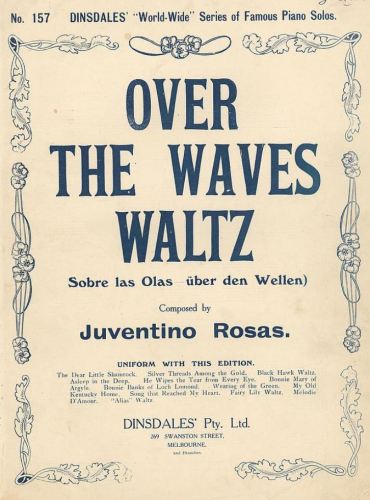 No. 157 DINSDALES' "World-Wide" Series of Famous Piano Solos.
OVER
THE WAVES
WALTZ
Sobre las Olas—über den Wellen)
Composed by
Juventino Rosas.
UNIFORM WITH THIS EDITION.
The Dear Little Shamrock. Silver Threads Among the Gold. Black Hawk Waltz.
Asleep in the Deep. He Wipes the Tear from Every Eye. Bonnie Mary of
Argyle. Bonnie Banks of Loch Lomond. Wearing of the Green. My Old
Kentucky Home. Song that Reached My Heart. Fairy Lily Waltz. Melodie
D'Amour. "Alias" Waltz
DINSDALES' Pty. Ltd.
269 SWANSTON STREET,
MELBOURNE.
and Branches.